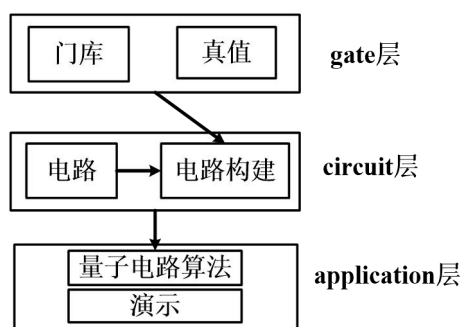 门库
真值
gate层
电路
电路构建
circuit层
量子电路算法
演示
application层